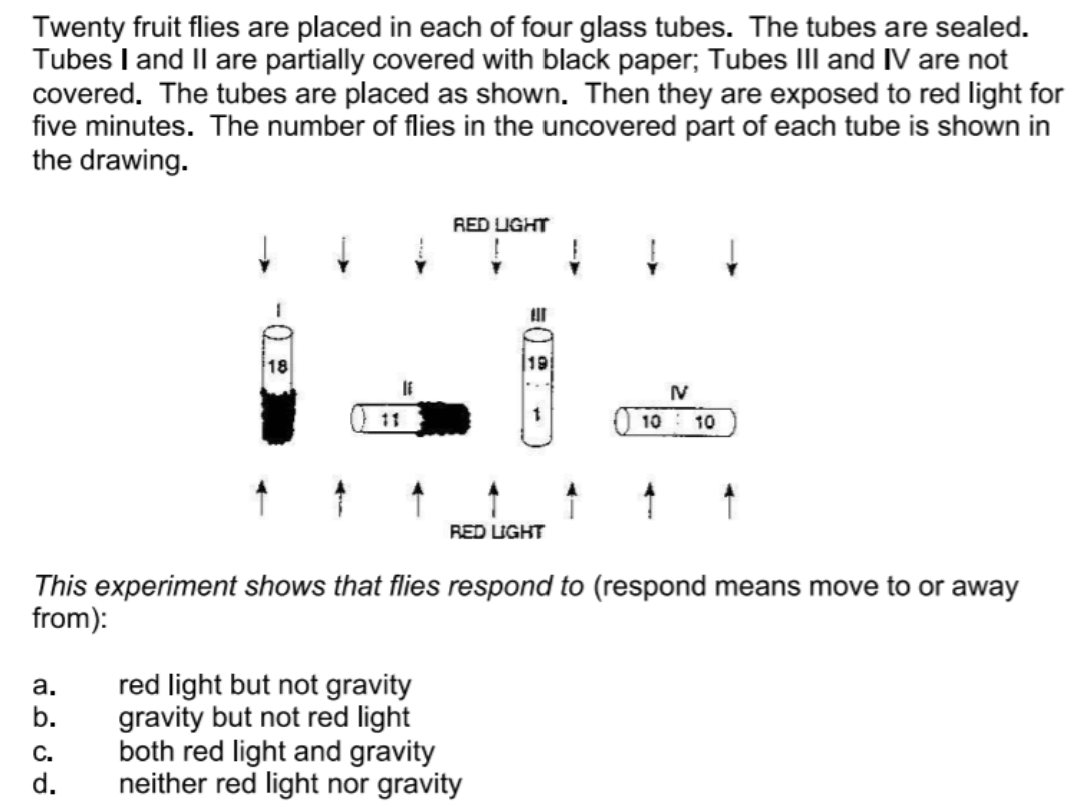 Twenty fruit flies are placed in each of four glass tubes. The tubes are sealed.
Tubes I and II are partially covered with black paper; Tubes III and IV are not
covered. The tubes are placed as shown. Then they are exposed to red light for
five minutes. The number of flies in the uncovered part of each tube is shown in
the drawing.
RED LIGHT
I
III
18
19
II
IV
11
1
10
10
RED LIGHT
This experiment shows that flies respond to (respond means move to or away
from):
a. red light but not gravity
b. gravity but not red light
c. both red light and gravity
d. neither red light nor gravity